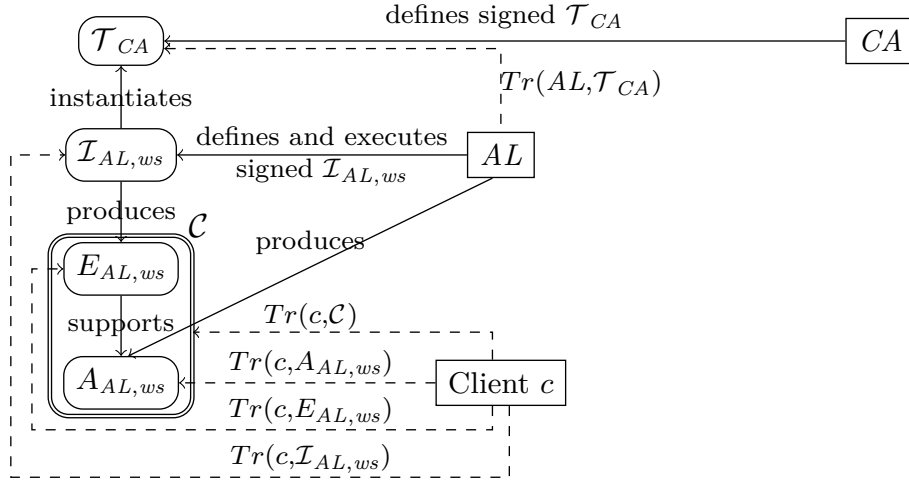 defines signed 𝒯_CA
𝒯_CA
CA
Tr(AL,𝒯_CA)
instantiates
defines and executes
ℐ_AL,ws
AL
signed ℐ_AL,ws
produces
𝒞
produces
E_AL,ws
Tr(c,𝒞)
supports
Tr(c,A_AL,ws)
A_AL,ws
Client c
Tr(c,E_AL,ws)
Tr(c,ℐ_AL,ws)